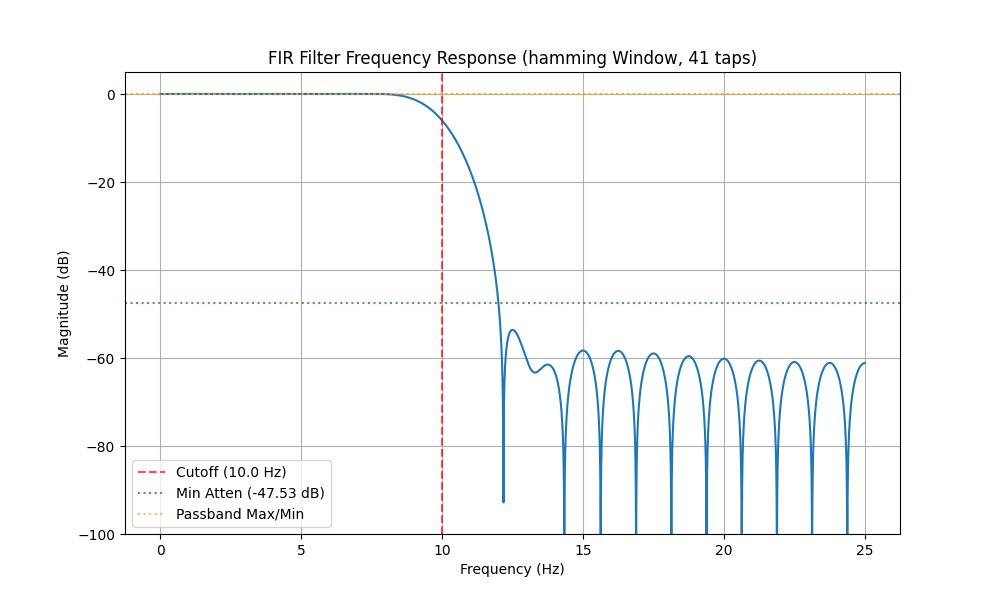 FIR Filter Frequency Response (hamming Window, 41 taps)
Magnitude (dB)
0
−20
−40
−60
−80
−100
Cutoff (10.0 Hz)
Min Atten (-47.53 dB)
Passband Max/Min
0 5 10 15 20 25
Frequency (Hz)